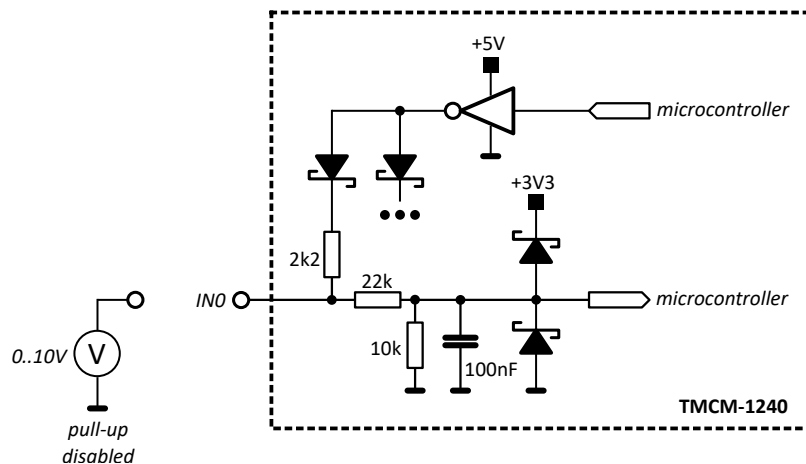 +5V
microcontroller
+3V3
2k2
22k
IN0
microcontroller
0..10V
V
10k
100nF
TMCM-1240
pull-up
disabled